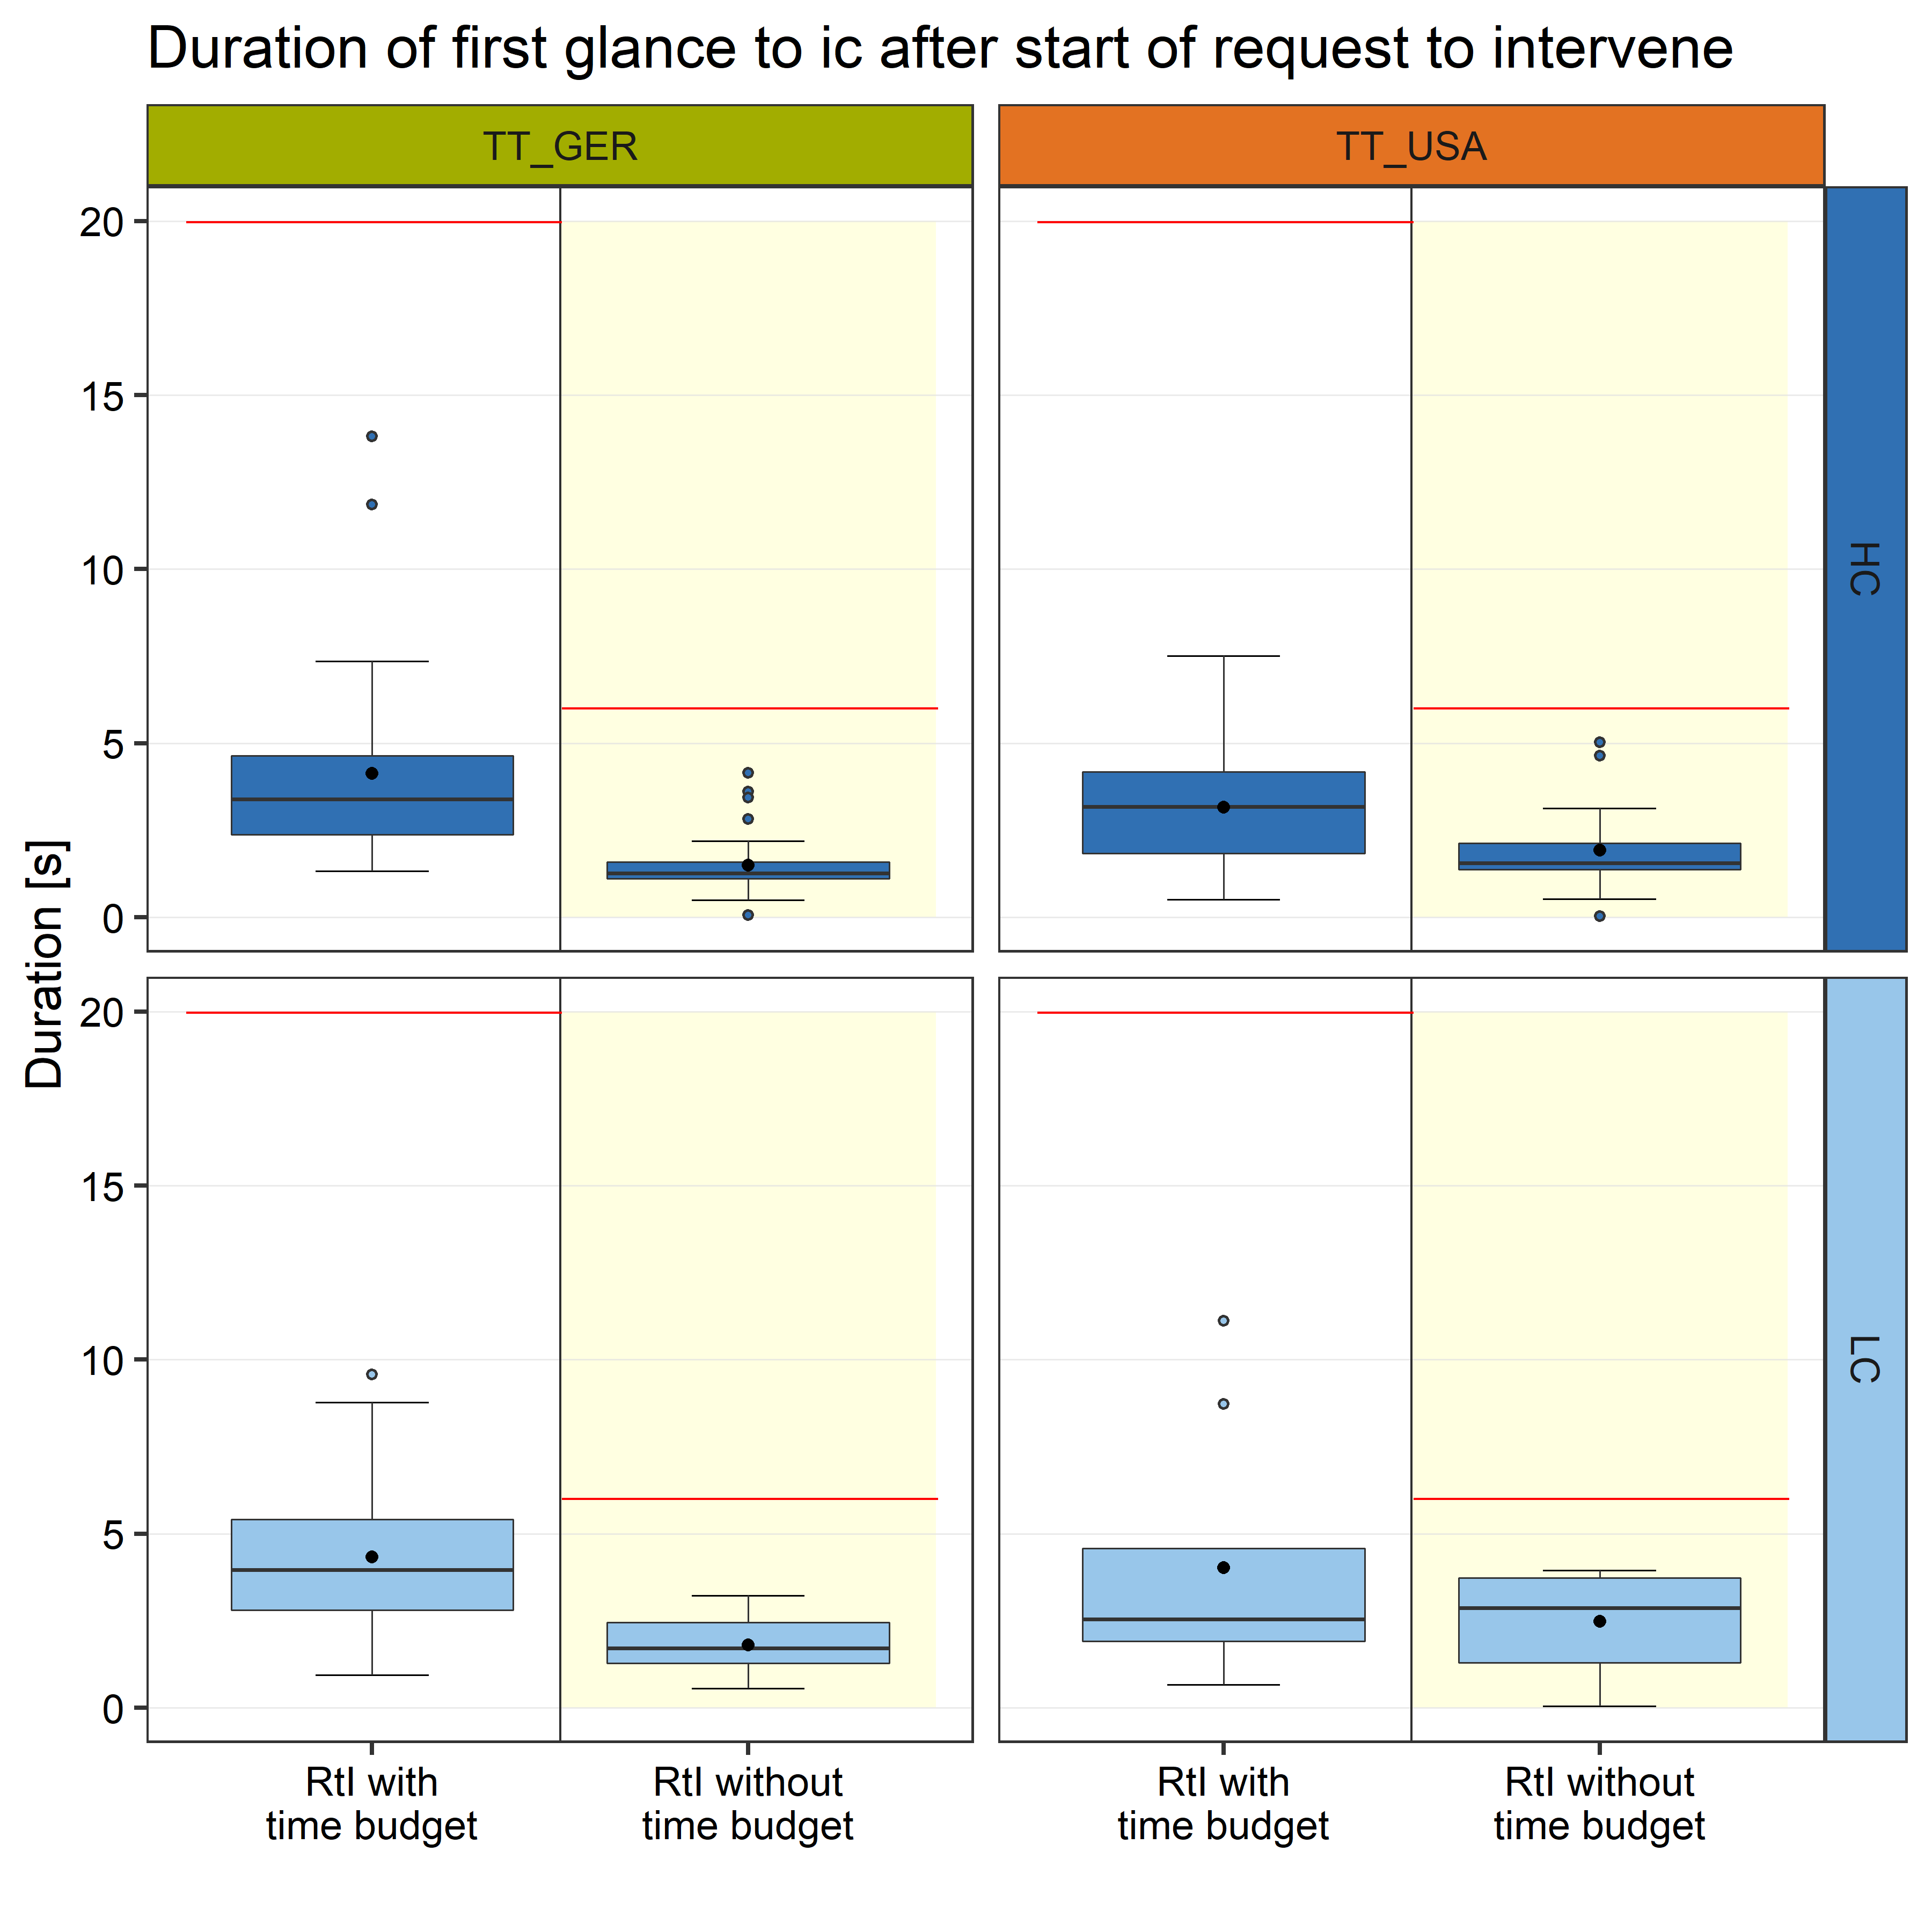 Duration of first glance to ic after start of request to intervene
TT_GER
TT_USA
20
15
10
5
0
HC
Duration [s]
20
15
10
5
0
LC
RtI with
time budget
RtI without
time budget
RtI with
time budget
RtI without
time budget